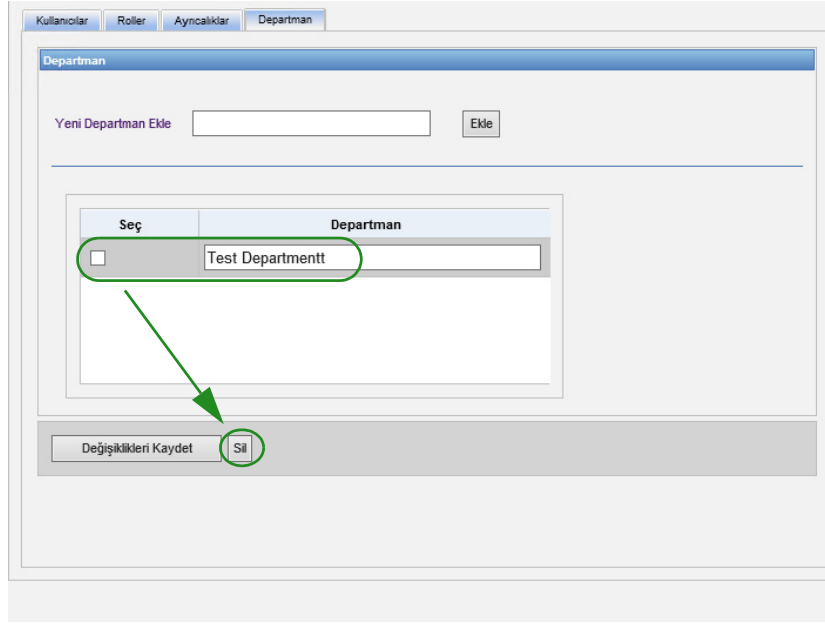 Kullanıcılar Roller Ayrıcalıklar Departman
Departman
Yeni Departman Ekle Ekle
Seç Departman
Test Departmentt
Değişiklikleri Kaydet Sil